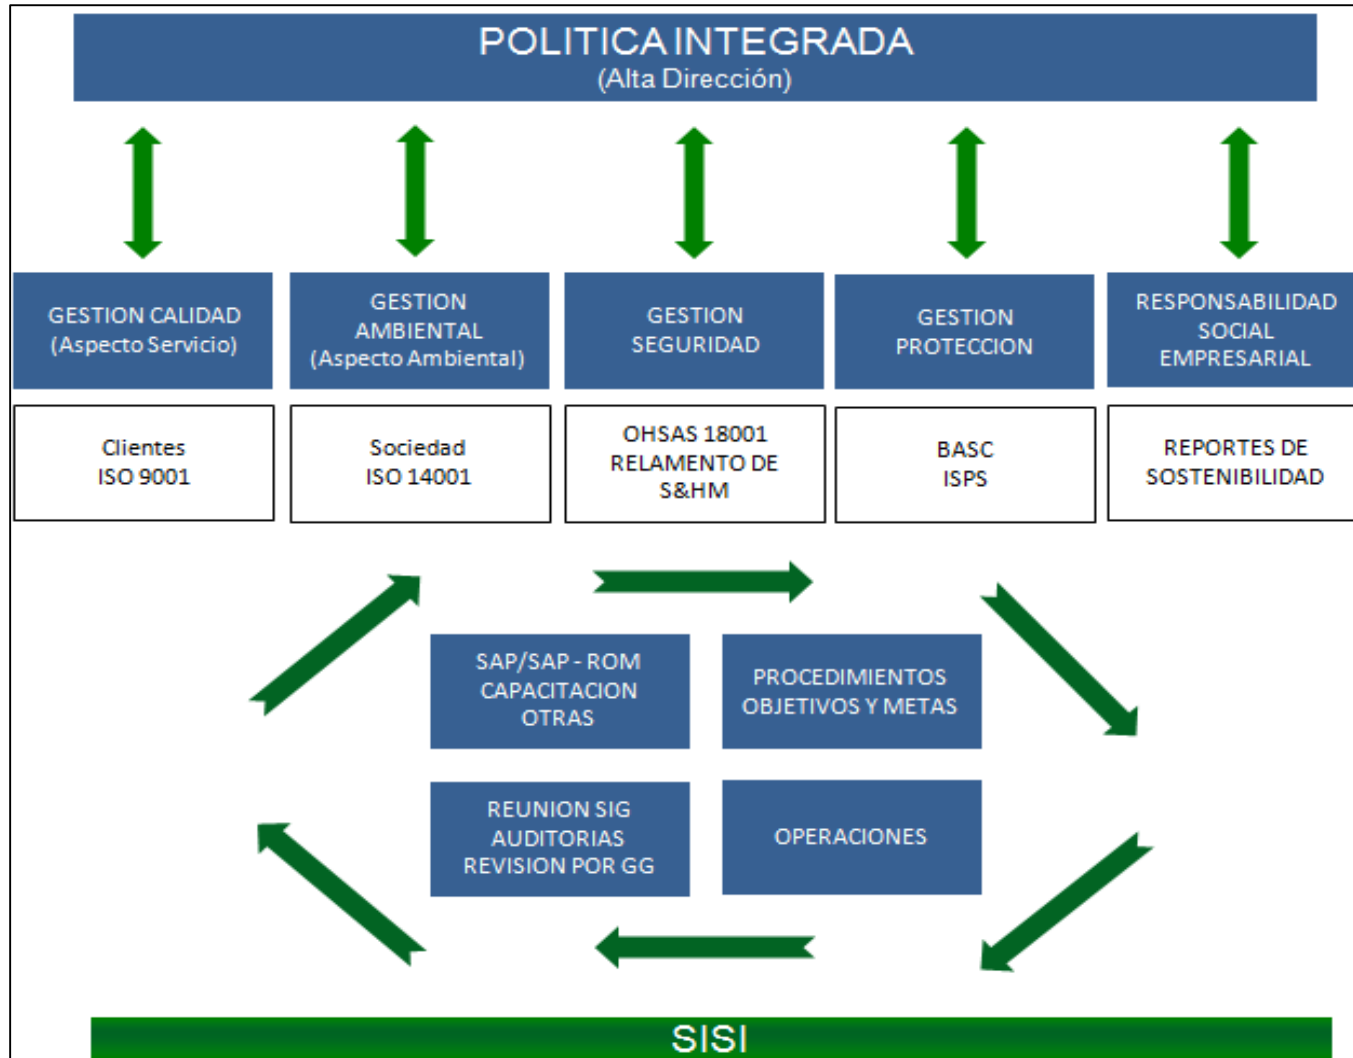 POLITICA INTEGRADA
(Alta Dirección)
GESTION CALIDAD
(Aspecto Servicio)
GESTION
AMBIENTAL
(Aspecto Ambiental)
GESTION
SEGURIDAD
GESTION
PROTECCION
RESPONSABILIDAD
SOCIAL
EMPRESARIAL
Clientes
ISO 9001
Sociedad
ISO 14001
OHSAS 18001
RELAMENTO DE
S&HM
BASC
ISPS
REPORTES DE
SOSTENIBILIDAD
SAP/SAP - ROM
CAPACITACION
OTRAS
PROCEDIMIENTOS
OBJETIVOS Y METAS
REUNION SIG
AUDITORIAS
REVISION POR GG
OPERACIONES
SISI